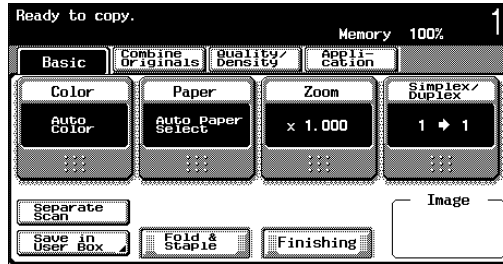 Ready to copy.
1
Memory 100%
Basic
Combine
Originals
Quality/
Density
Appli-
cation
Color
Paper
Zoom
Simplex/
Duplex
Auto
Color
Auto Paper
Select
x 1.000
1 → 1
Separate
Scan
Image
Save in
User Box
Fold &
Staple
Finishing